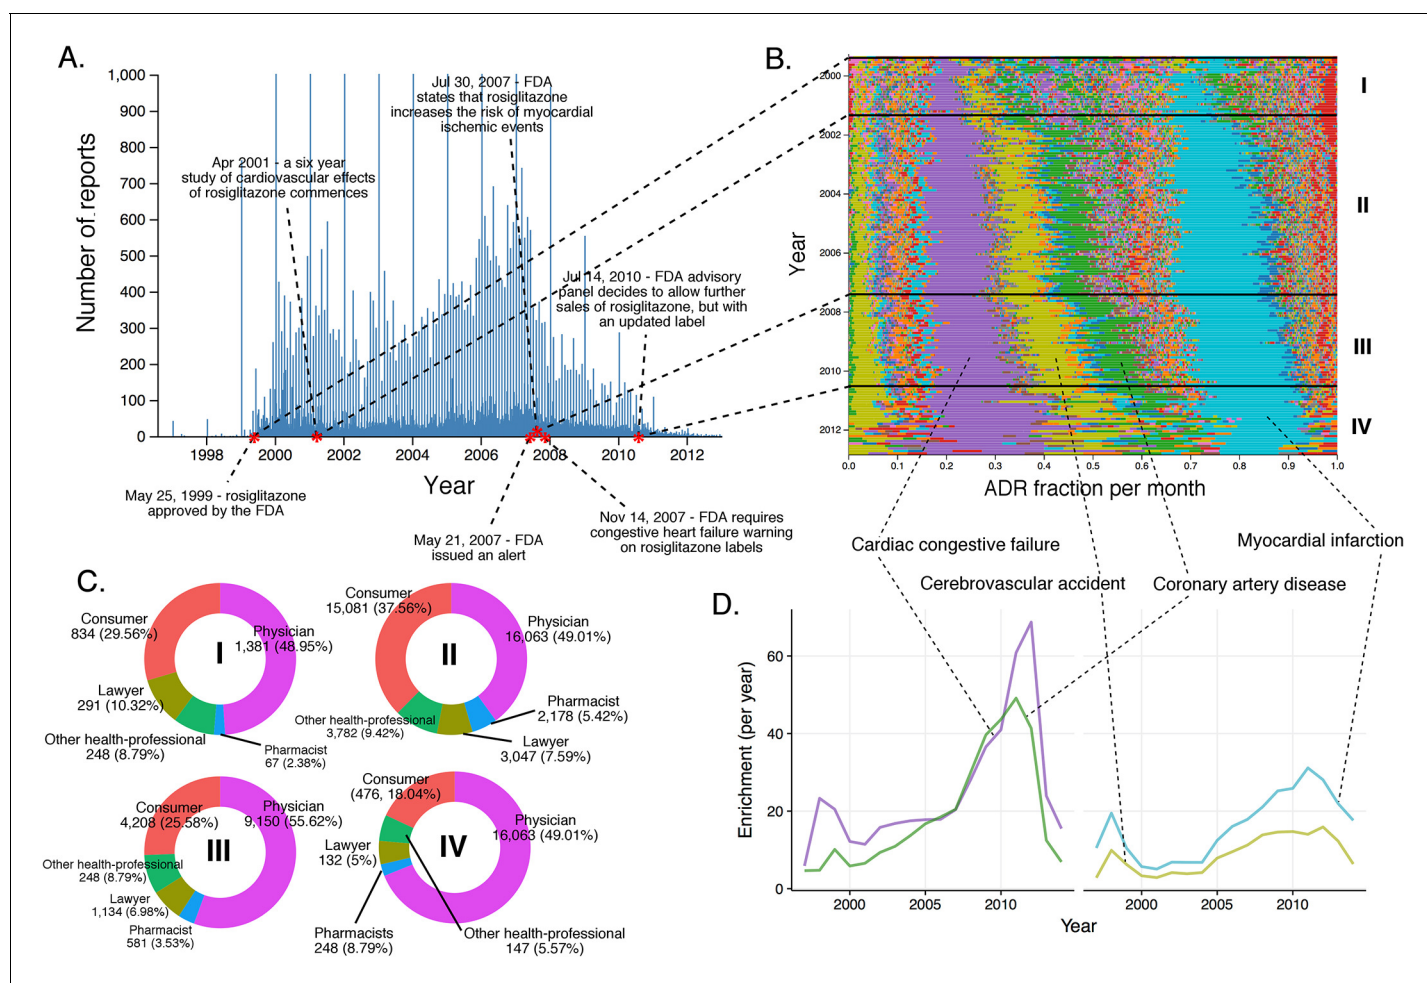 A.
1,000
900
800
700
600
500
400
300
200
100
0
Number of reports
1998
2000
2002
2004
2006
2008
2010
2012
Year
Jul 30, 2007 - FDA
states that rosiglitazone
increases the risk of myocardial
ischemic events
Apr 2001 - a six year
study of cardiovascular effects
of rosiglitazone commences
Jul 14, 2010 - FDA advisory
panel decides to allow further
sales of rosiglitazone, but with
an updated label
May 25, 1999 - rosiglitazone
approved by the FDA
May 21, 2007 - FDA
issued an alert
Nov 14, 2007 - FDA requires
congestive heart failure warning
on rosiglitazone labels
B.
2000
2002
2004
2006
2008
2010
2012
Year
I
II
III
IV
0.0
0.1
0.2
0.3
0.4
0.5
0.6
0.7
0.8
0.9
1.0
ADR fraction per month
Cardiac congestive failure
Cerebrovascular accident
Coronary artery disease
Myocardial infarction
C.
Consumer
834 (29.56%)
Physician
1,381 (48.95%)
I
Lawyer
291 (10.32%)
Other health-professional
248 (8.79%)
Pharmacist
67 (2.38%)
Consumer
15,081 (37.56%)
Physician
16,063 (49.01%)
II
Other health-professional
3,782 (9.42%)
Pharmacist
2,178 (5.42%)
Lawyer
3,047 (7.59%)
Consumer
4,208 (25.58%)
Physician
9,150 (55.62%)
III
Other health-professional
248 (8.79%)
Lawyer
1,134 (6.98%)
Pharmacist
581 (3.53%)
Consumer
(476, 18.04%)
Physician
16,063 (49.01%)
IV
Lawyer
132 (5%)
Pharmacists
248 (8.79%)
Other health-professional
147 (5.57%)
D.
Enrichment (per year)
60
40
20
0
2000
2005
2010
2000
2005
2010
Year